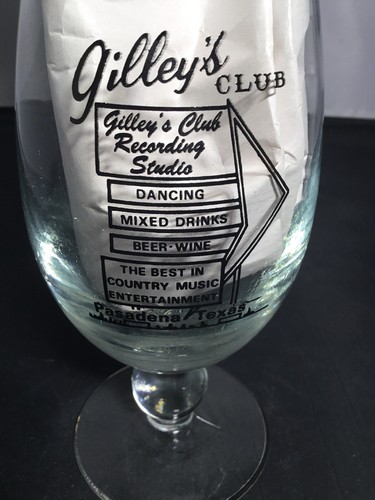 Gilley's CLUB
Gilley's Club
Recording
Studio
DANCING
MIXED DRINKS
BEER·WINE
THE BEST IN
COUNTRY MUSIC
ENTERTAINMENT
Pasadena Texas